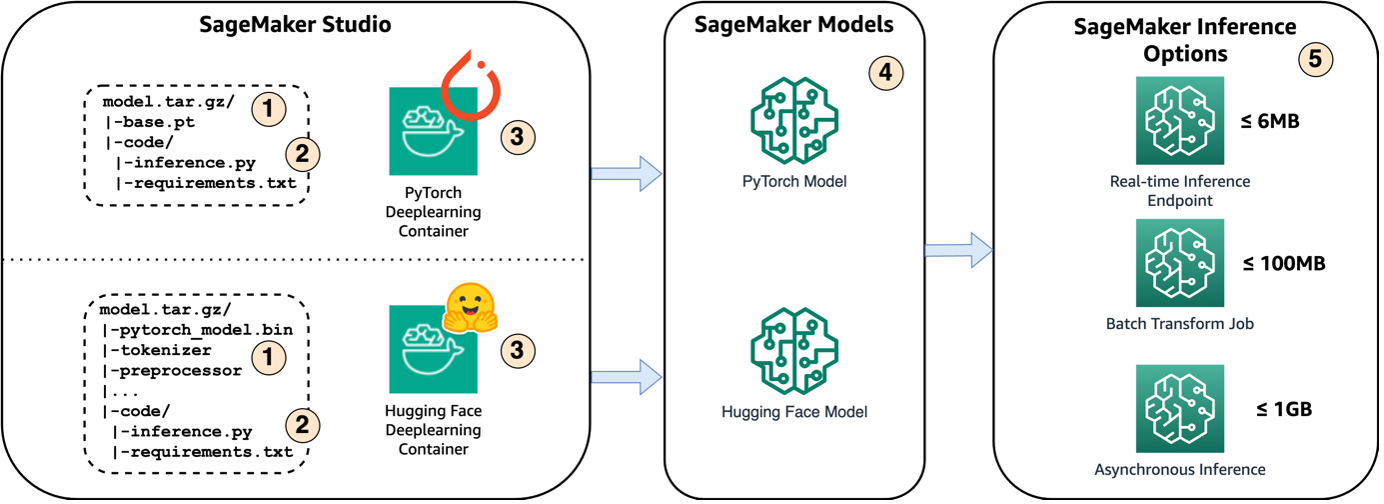 SageMaker Studio
model.tar.gz/
1
|-base.pt
|-code/
2
|-inference.py
|-requirements.txt
3
PyTorch
Deeplearning
Container
model.tar.gz/
|-pytorch_model.bin
|-tokenizer
1
|-preprocessor
|...
|-code/
2
|-inference.py
|-requirements.txt
3
Hugging Face
Deeplearning
Container
SageMaker Models
4
PyTorch Model
Hugging Face Model
SageMaker Inference
Options
5
≤ 6MB
Real-time Inference
Endpoint
≤ 100MB
Batch Transform Job
≤ 1GB
Asynchronous Inference